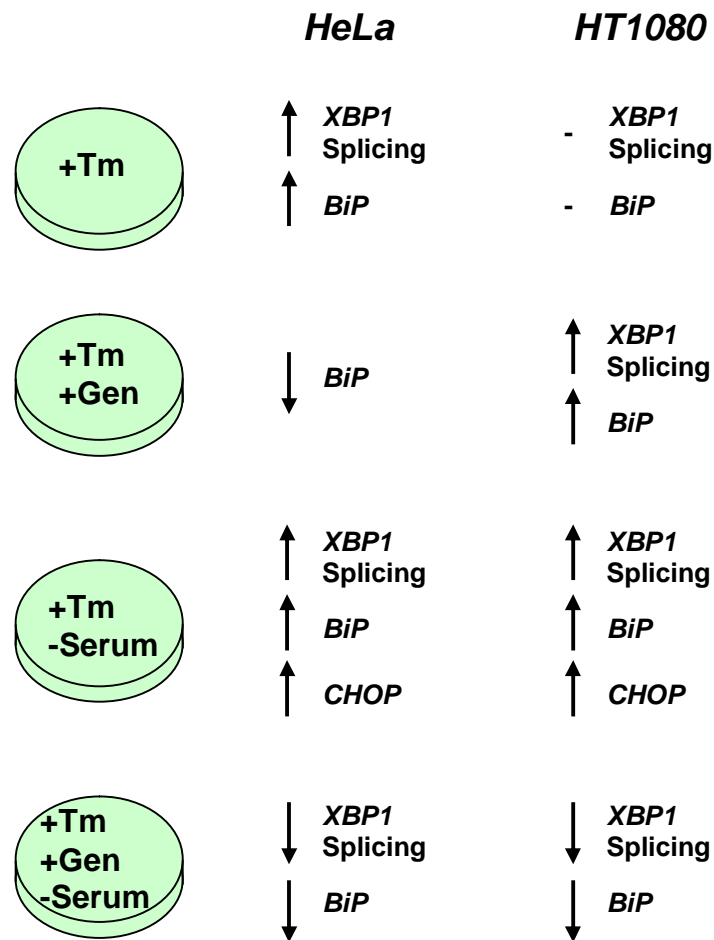 HeLa HT1080
+Tm
XBP1
Splicing
BiP
- XBP1
Splicing
- BiP
+Tm
+Gen
BiP
XBP1
Splicing
BiP
+Tm
-Serum
XBP1
Splicing
BiP
CHOP
XBP1
Splicing
BiP
CHOP
+Tm
+Gen
-Serum
XBP1
Splicing
BiP
XBP1
Splicing
BiP